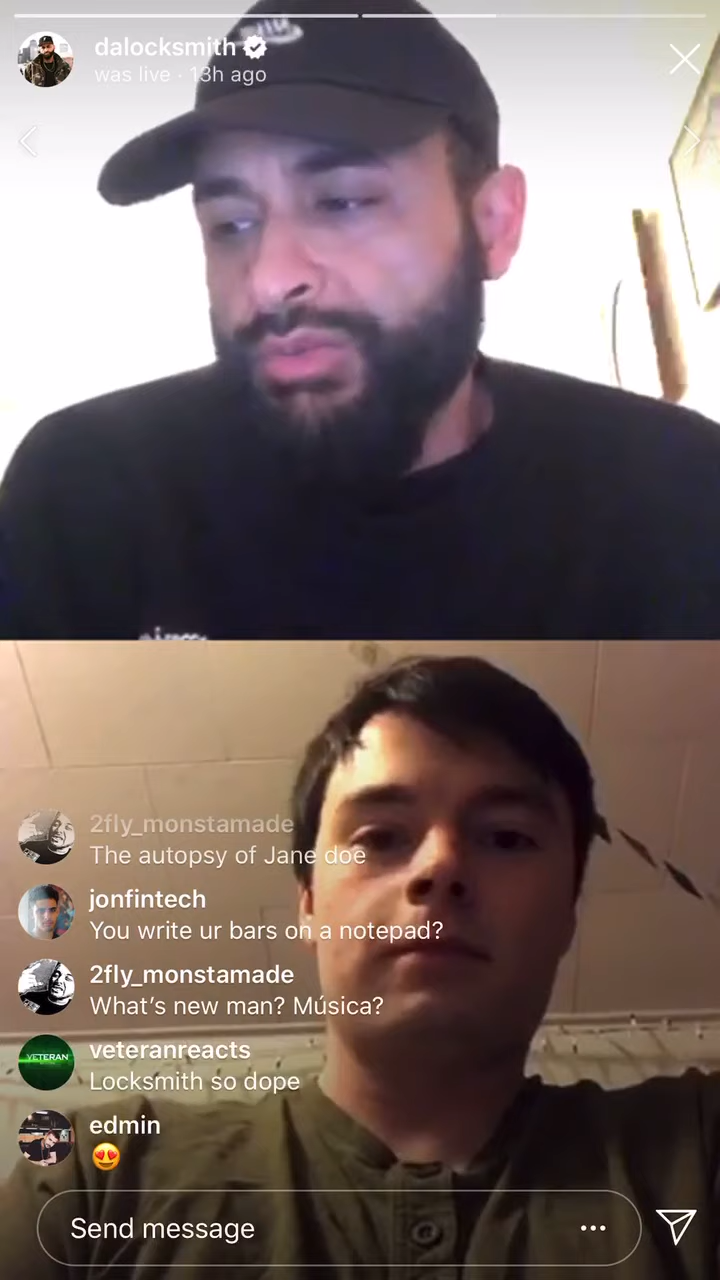 dalocksmith
was live · 13h ago
2fly_monstamade
The autopsy of Jane doe
jonfintech
You write ur bars on a notepad?
2fly_monstamade
What's new man? Música?
VETERAN
veteranreacts
Locksmith so dope
edmin
😍
Send message